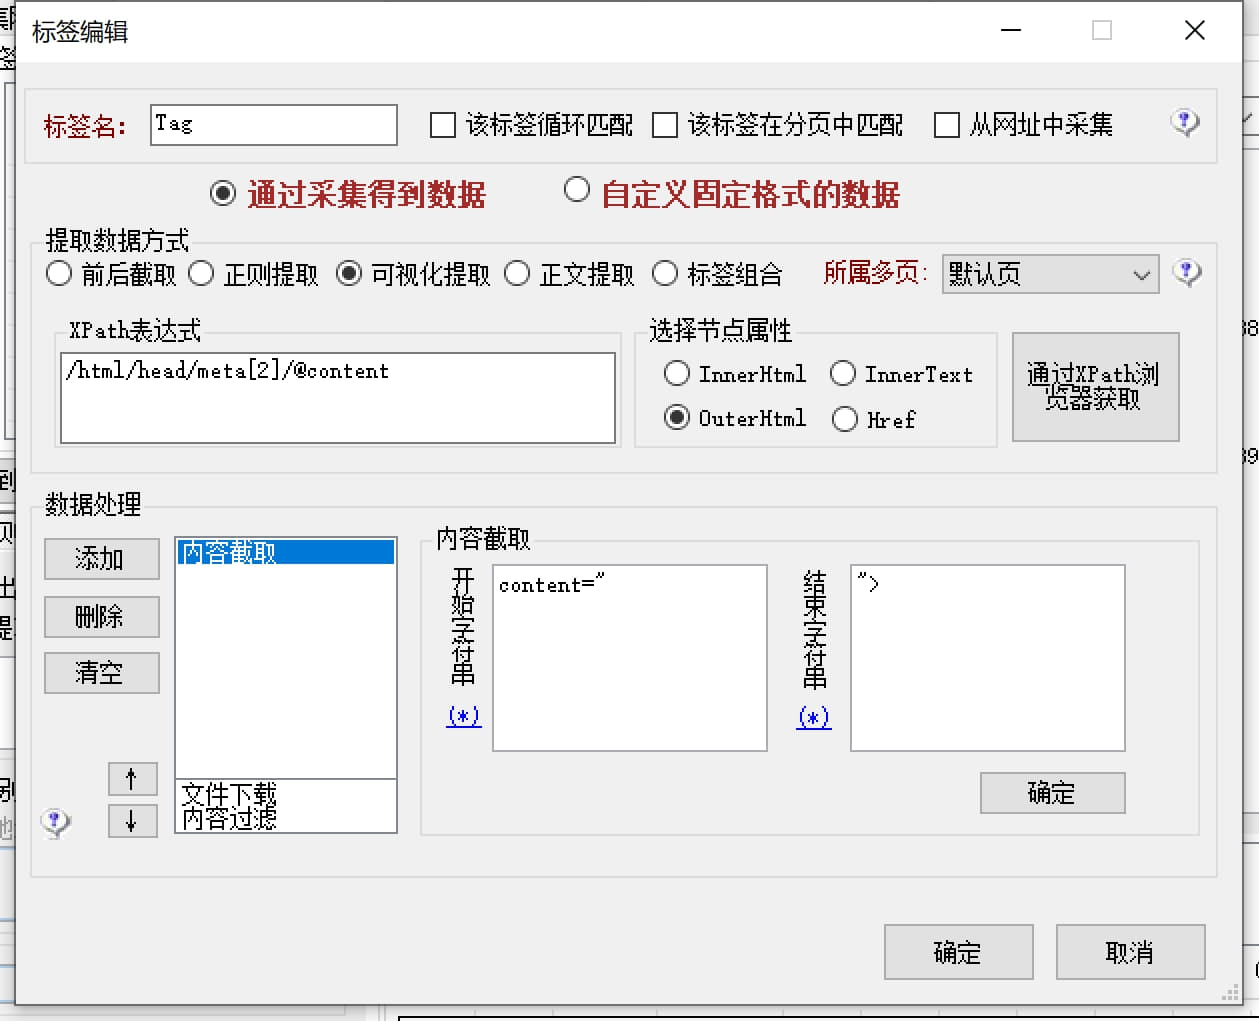 标签编辑
标签名： Tag 该标签循环匹配 该标签在分页中匹配 从网址中采集
通过采集得到数据 自定义固定格式的数据
提取数据方式
前后截取 正则提取 可视化提取 正文提取 标签组合 所属多页： 默认页
XPath表达式
/html/head/meta[2]/@content
选择节点属性
InnerHtml InnerText
OuterHtml Href
通过XPath浏
览器获取
数据处理
添加
删除
清空
↑
↓
内容截取
文件下载
内容过滤
内容截取
开始字符串
(*)
content="
结束字符串
(*)
">
确定
确定 取消